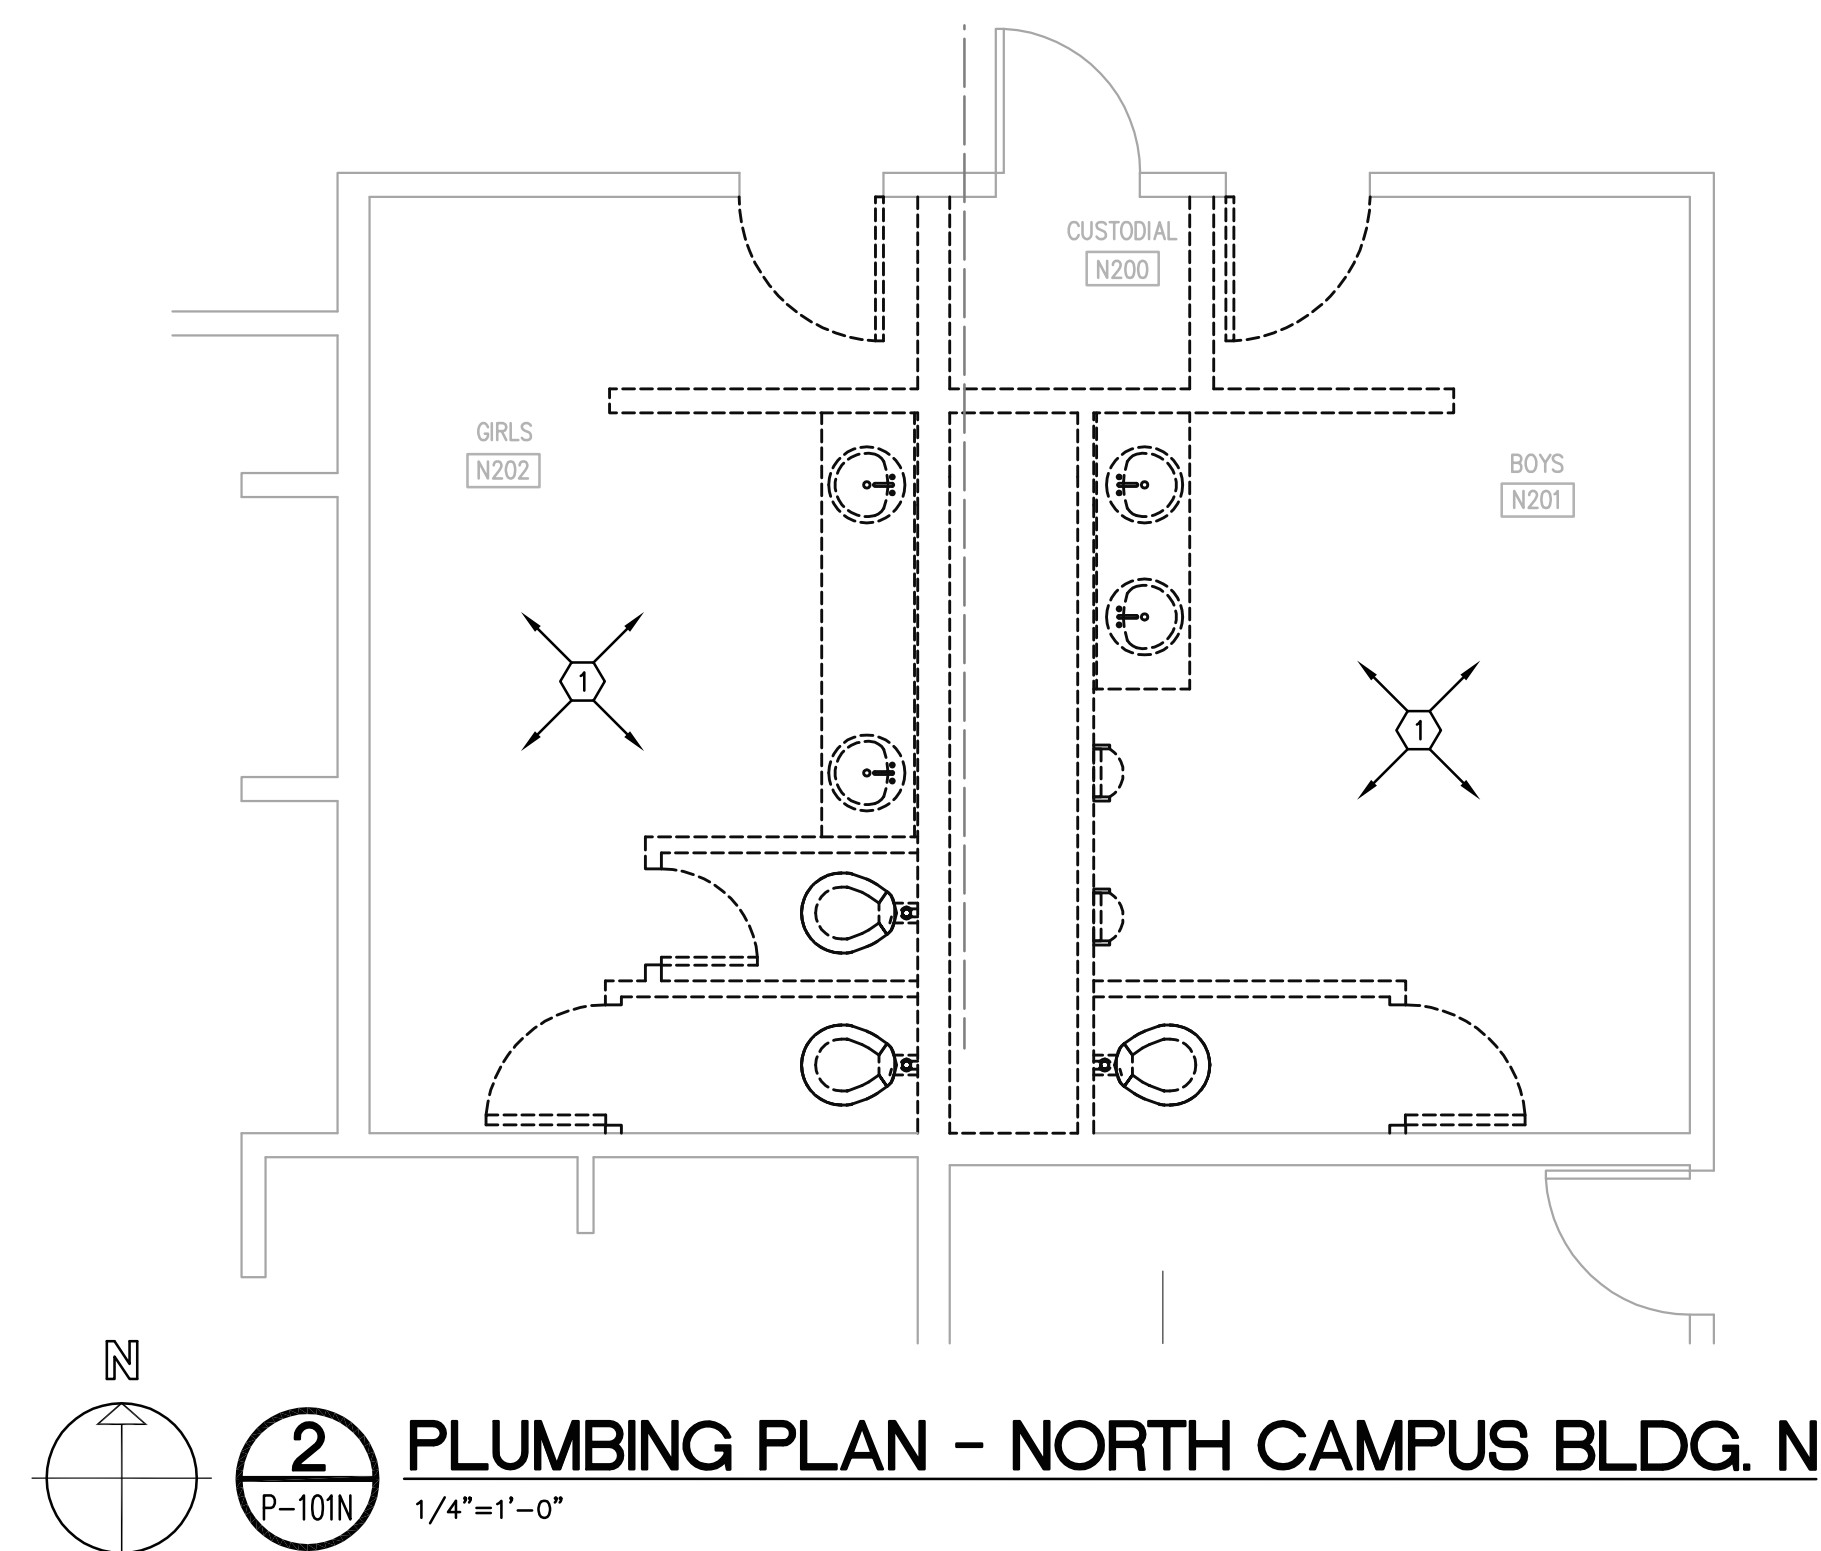 CUSTODIAL
N200
GIRLS
N202
BOYS
N201
1
1
N
2
P-101N
PLUMBING PLAN - NORTH CAMPUS BLDG. N
1/4"=1'-0"